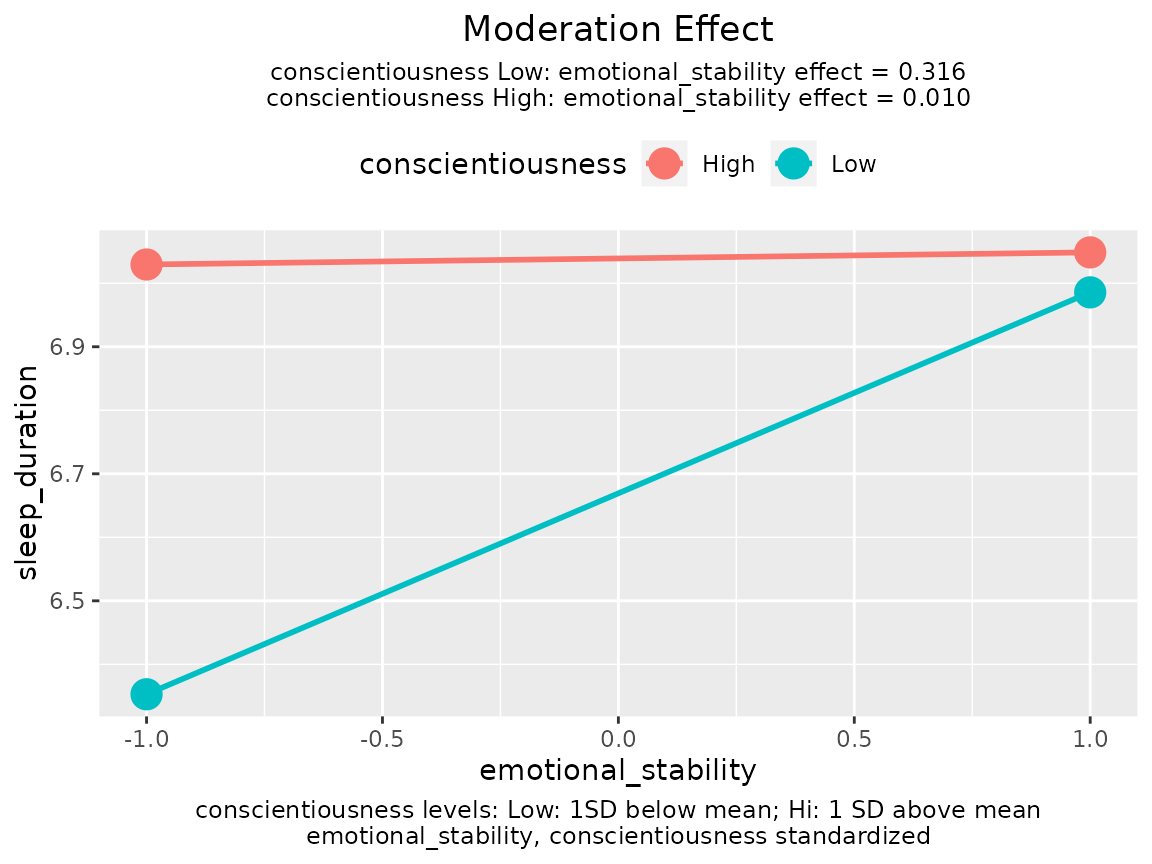 Moderation Effect
conscientiousness Low: emotional_stability effect = 0.316
conscientiousness High: emotional_stability effect = 0.010
conscientiousness High Low
6.9
6.7
6.5
sleep_duration
-1.0 -0.5 0.0 0.5 1.0
emotional_stability
conscientiousness levels: Low: 1SD below mean; Hi: 1 SD above mean
emotional_stability, conscientiousness standardized